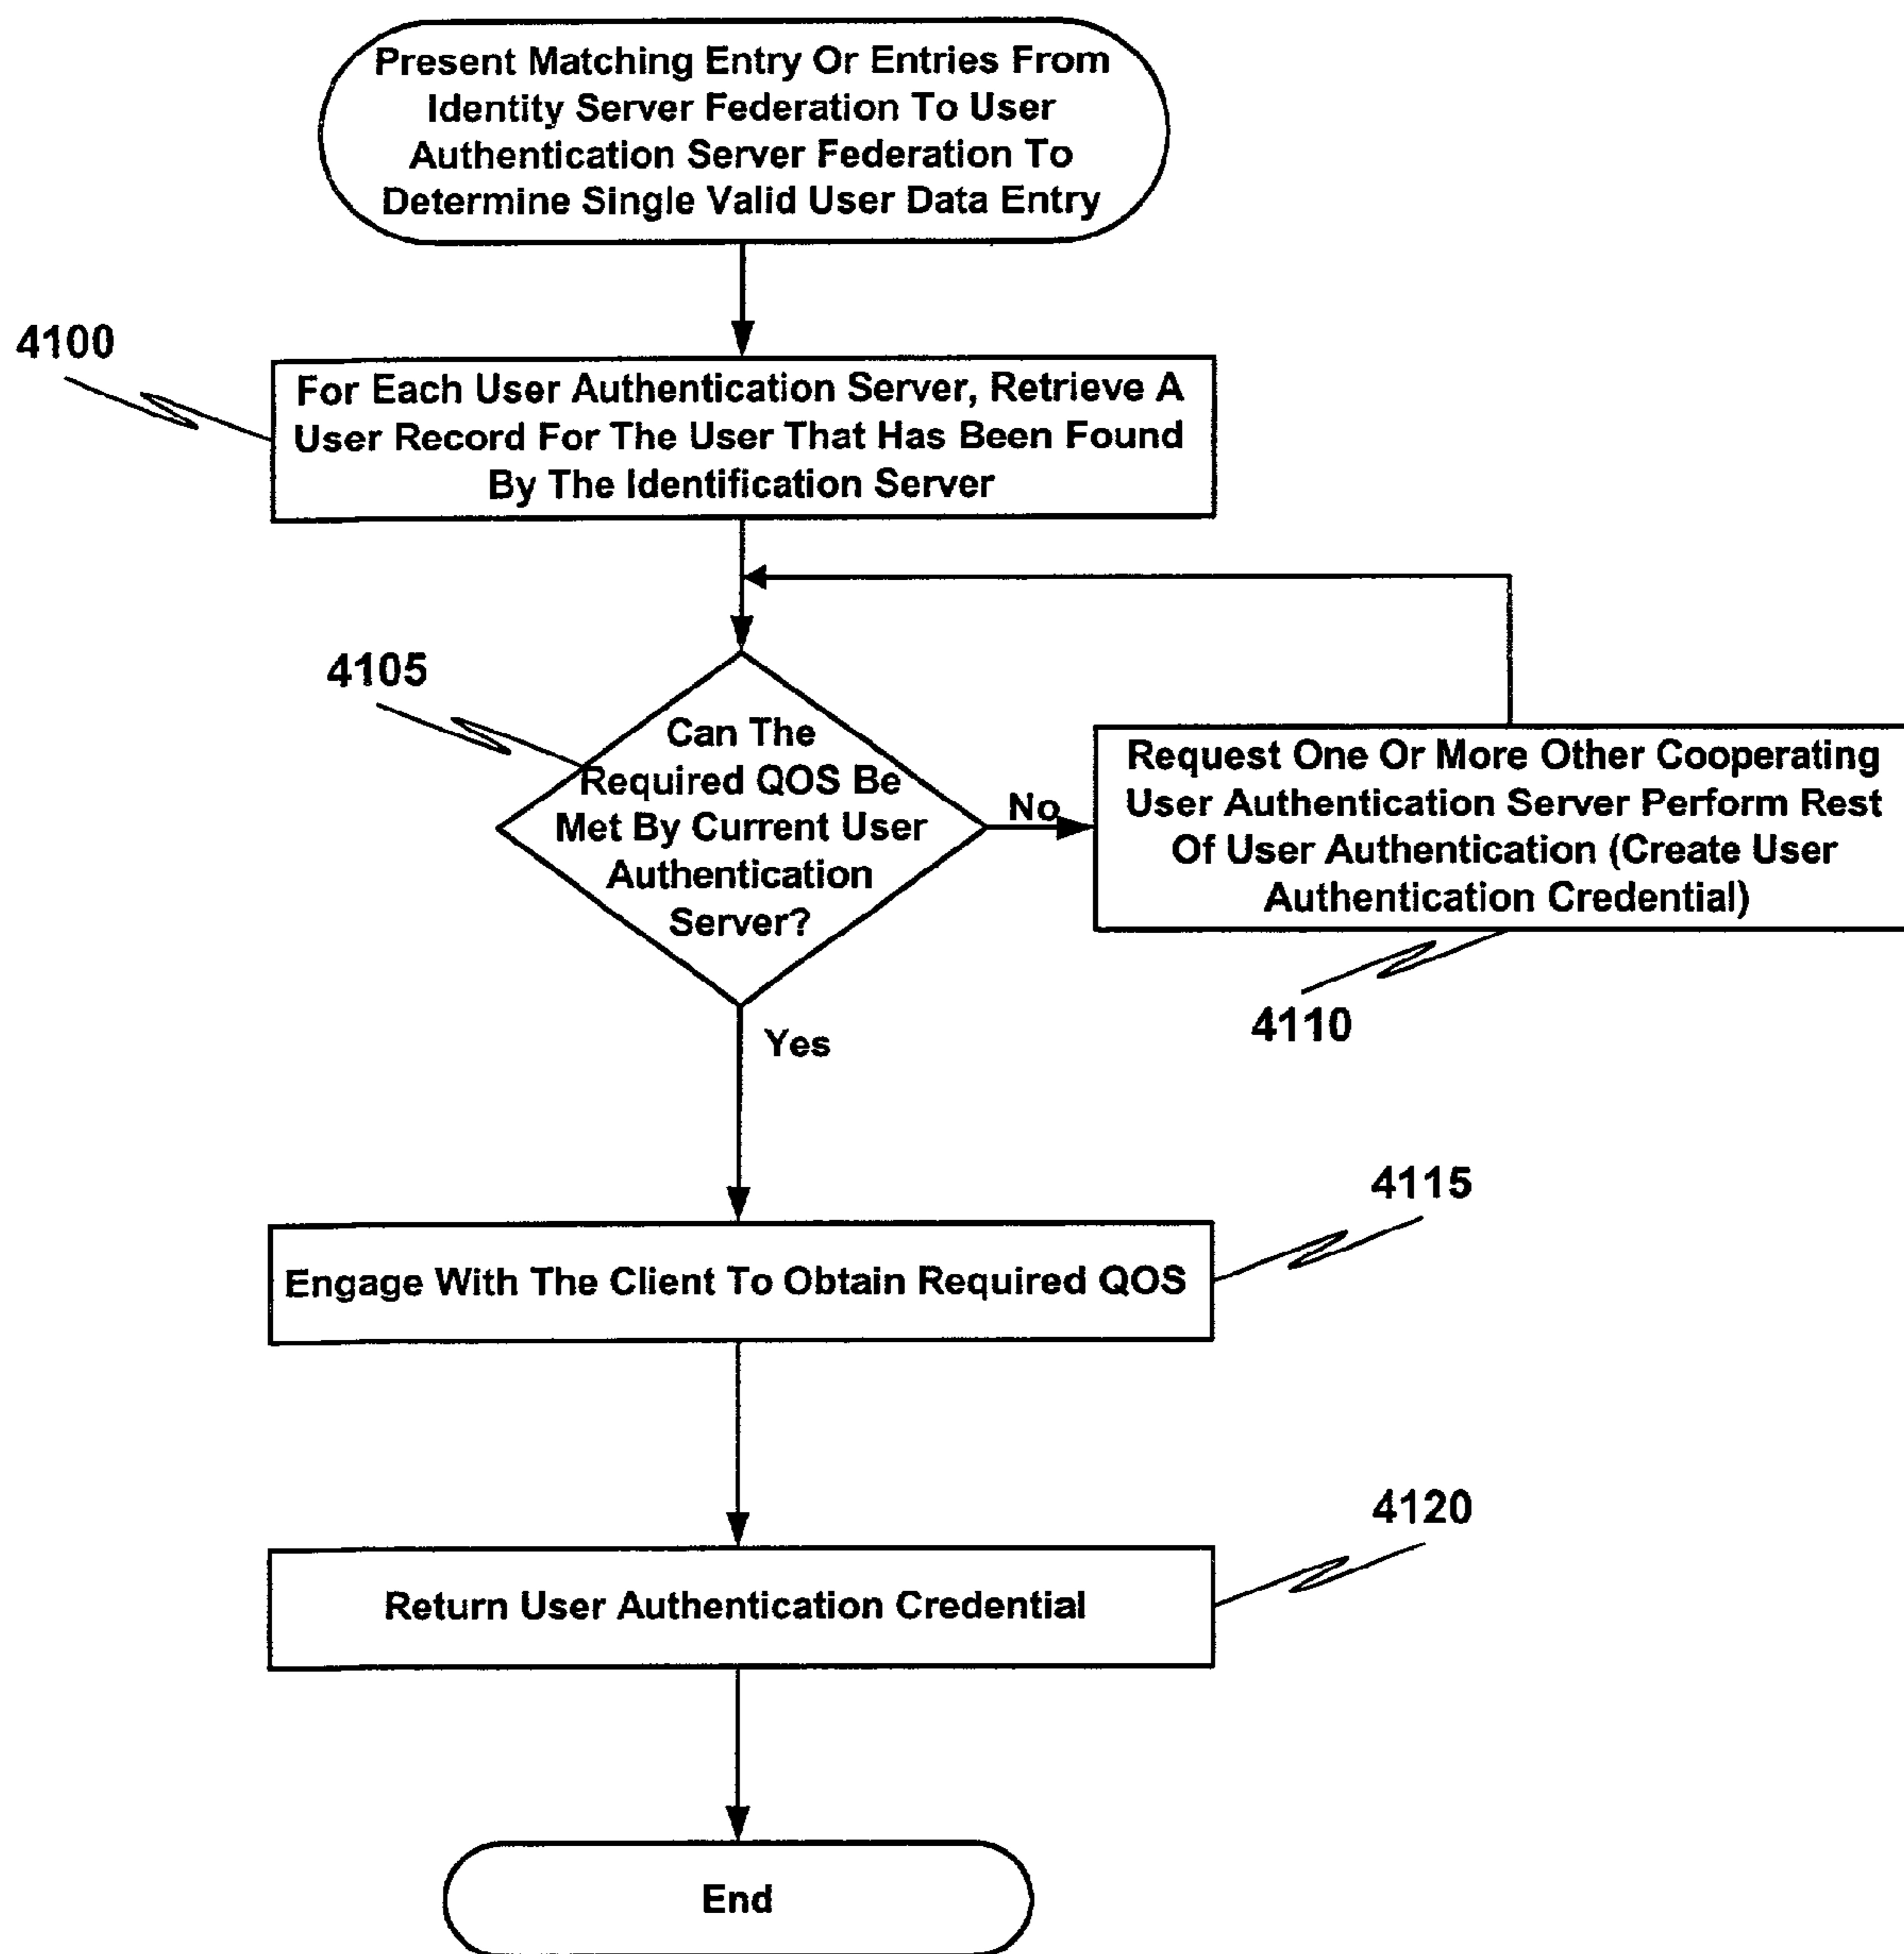 Present Matching Entry Or Entries From
Identity Server Federation To User
Authentication Server Federation To
Determine Single Valid User Data Entry
4100
For Each User Authentication Server, Retrieve A
User Record For The User That Has Been Found
By The Identification Server
4105
Can The
Required QOS Be
Met By Current User
Authentication
Server?
No
Request One Or More Other Cooperating
User Authentication Server Perform Rest
Of User Authentication (Create User
Authentication Credential)
4110
Yes
4115
Engage With The Client To Obtain Required QOS
4120
Return User Authentication Credential
End